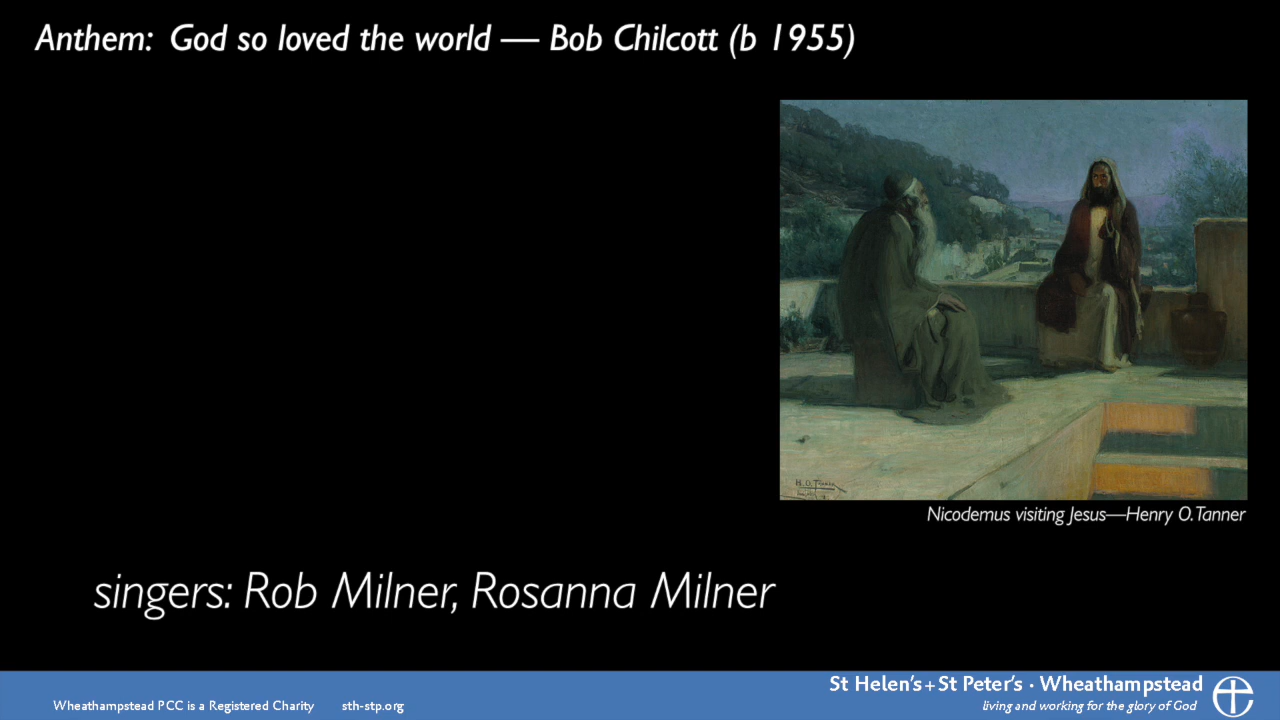 Anthem: God so loved the world — Bob Chilcott (b 1955)
H.O. Tanner
Nicodemus visiting Jesus—Henry O. Tanner
singers: Rob Milner, Rosanna Milner
St Helen's + St Peter's · Wheathampstead
living and working for the glory of God
Wheathampstead PCC is a Registered Charity sth-stp.org